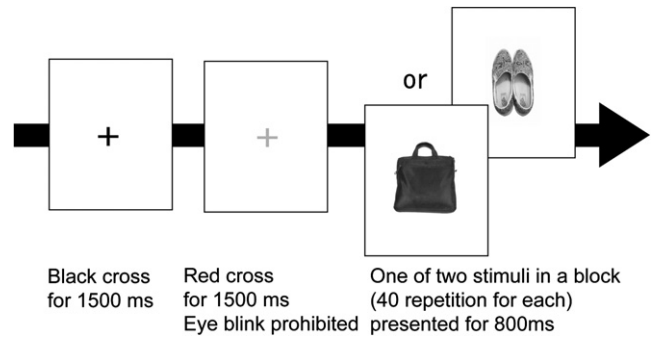 or
Black cross
for 1500 ms
Red cross
for 1500 ms
Eye blink prohibited
One of two stimuli in a block
(40 repetition for each)
presented for 800ms